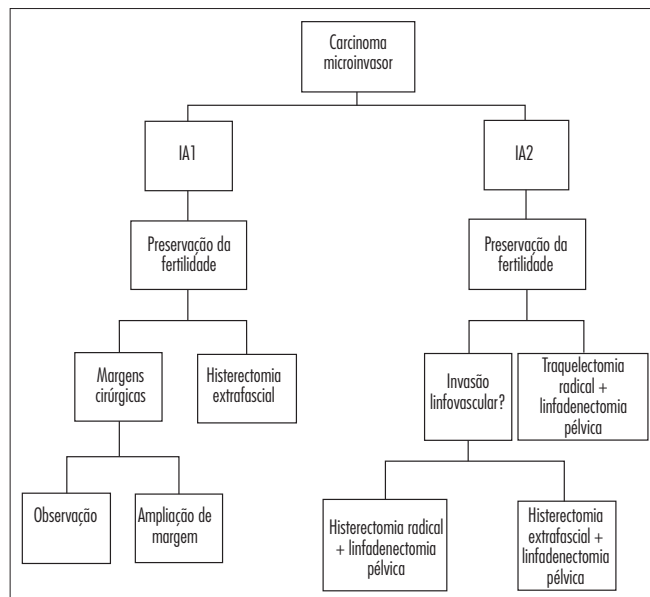 Carcinoma
microinvasor
IA1
IA2
Preservação da
fertilidade
Preservação da
fertilidade
Margens
cirúrgicas
Histerectomia
extrafascial
Invasão
linfovascular?
Traquelectomia
radical +
linfadenectomia
pélvica
Observação
Ampliação de
margem
Histerectomia radical
+ linfadenectomia
pélvica
Histerectomia
extrafascial +
linfadenectomia
pélvica